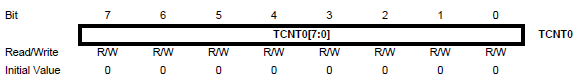 Bit 7 6 5 4 3 2 1 0
TCNT0[7:0] TCNT0
Read/Write R/W R/W R/W R/W R/W R/W R/W R/W
Initial Value 0 0 0 0 0 0 0 0